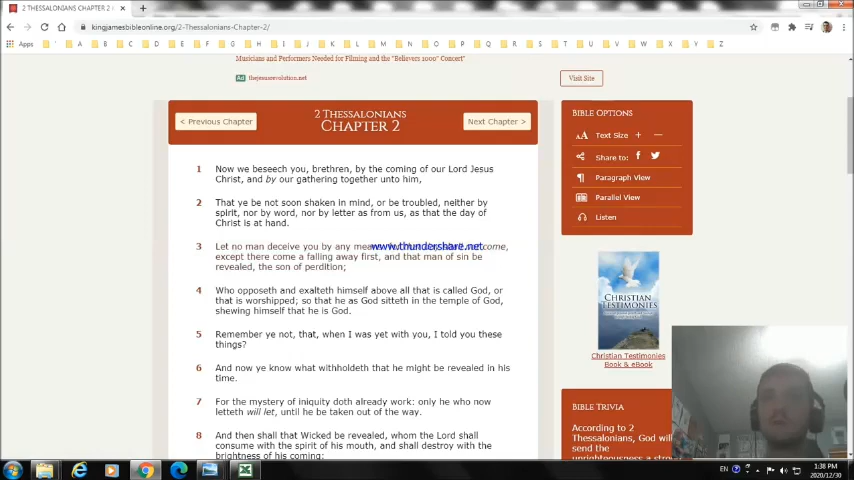 2 THESSALONIANS CHAPTER 2 (
kingjamesbibleonline.org/2-Thessalonians-Chapter-2/
Apps ' A B C D E F G H I J K L M N O P Q R S T U V W X Y Z
Musicians and Performers Needed for Filming and the "Believers 1000" Concert"
Ad thejesusrevolution.net
Visit Site
< Previous Chapter
2 THESSALONIANS
CHAPTER 2
Next Chapter >
1 Now we beseech you, brethren, by the coming of our Lord Jesus
Christ, and by our gathering together unto him,
2 That ye be not soon shaken in mind, or be troubled, neither by
spirit, nor by word, nor by letter as from us, as that the day of
Christ is at hand.
3 Let no man deceive you by any means come,
www.thundershare.net
except there come a falling away first, and that man of sin be
revealed, the son of perdition;
4 Who opposeth and exalteth himself above all that is called God, or
that is worshipped; so that he as God sitteth in the temple of God,
shewing himself that he is God.
5 Remember ye not, that, when I was yet with you, I told you these
things?
6 And now ye know what withholdeth that he might be revealed in his
time.
7 For the mystery of iniquity doth already work: only he who now
letteth will let, until he be taken out of the way.
8 And then shall that Wicked be revealed, whom the Lord shall
consume with the spirit of his mouth, and shall destroy with the
brightness of his coming:
BIBLE OPTIONS
AA Text Size + —
Share to:
Paragraph View
Parallel View
Listen
CHRISTIAN
TESTIMONIES
Christian Testimonies
Book & eBook
BIBLE TRIVIA
According to 2
Thessalonians, God will
send the
unrighteousness a
EN
1:38 PM
2020/12/30